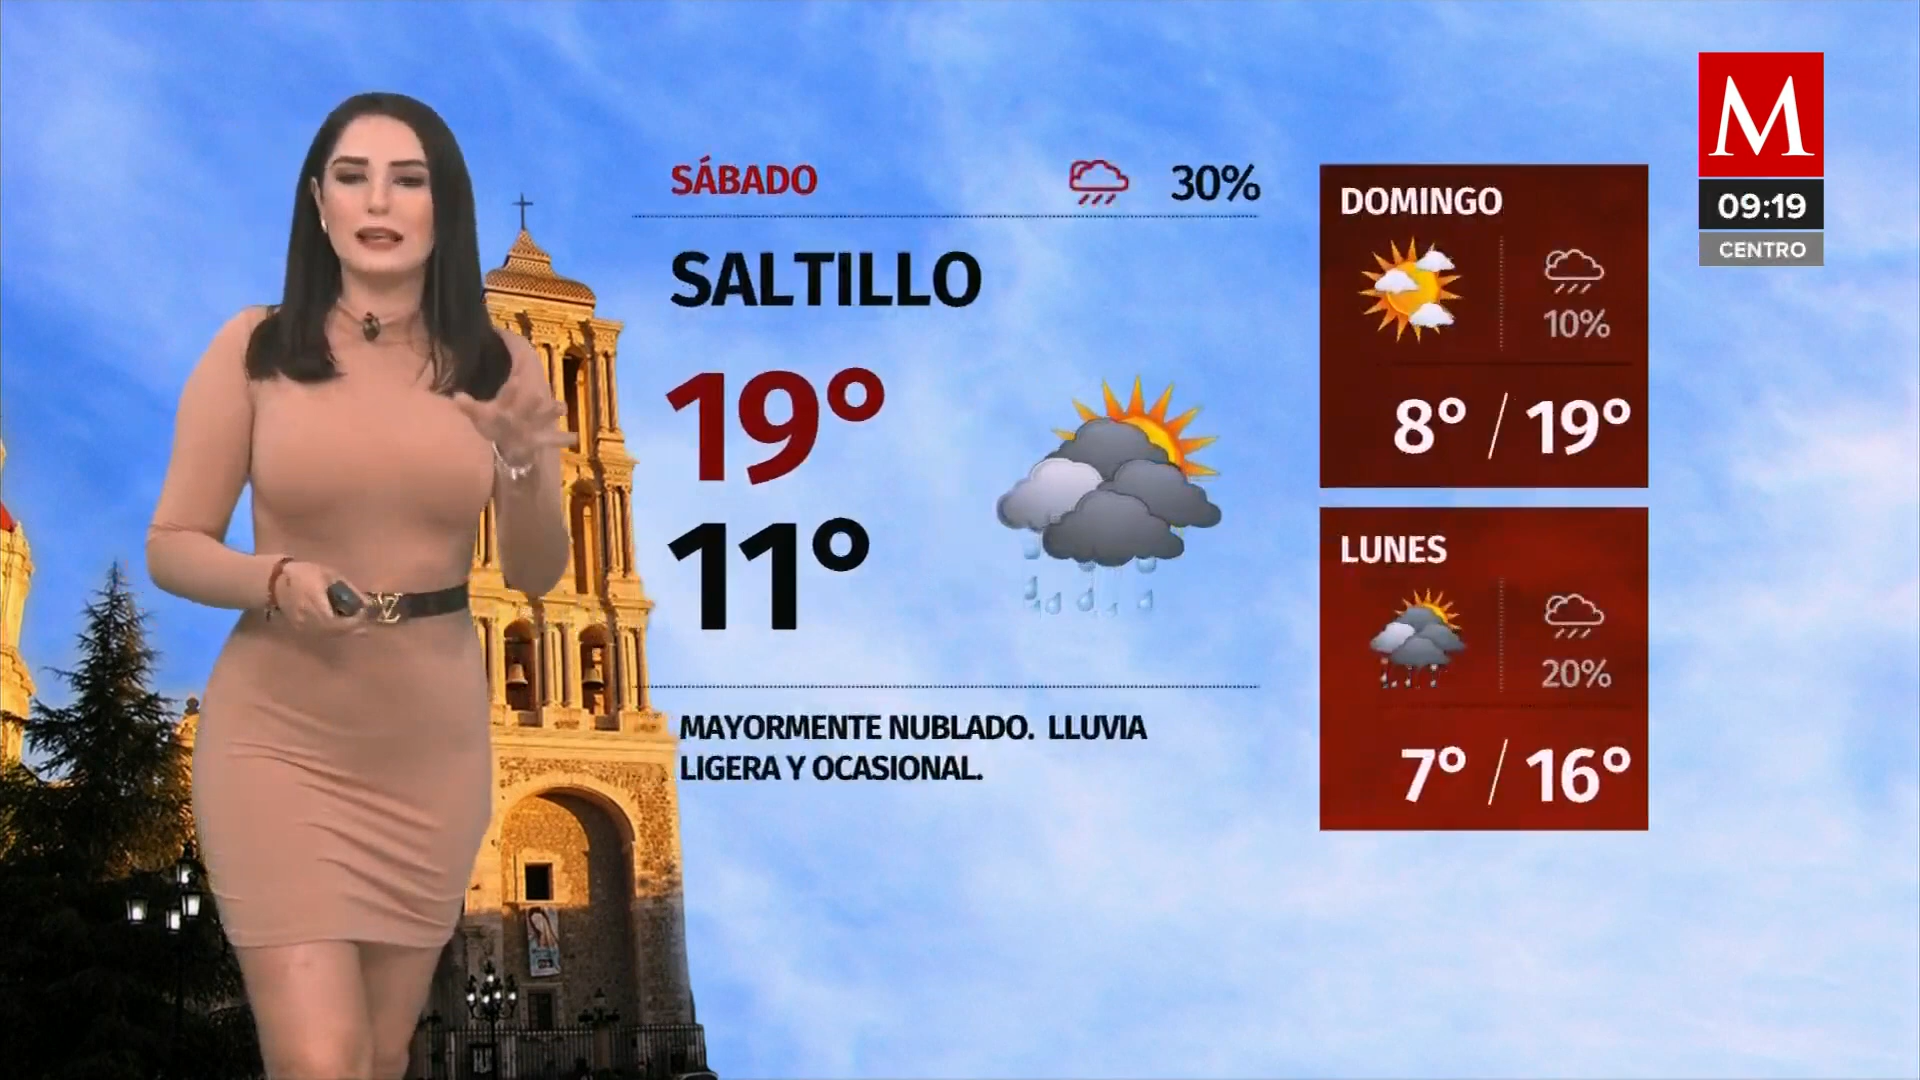 SÁBADO 30%
SALTILLO
19°
11°
MAYORMENTE NUBLADO. LLUVIA
LIGERA Y OCASIONAL.
DOMINGO
10%
8° / 19°
LUNES
20%
7° / 16°
M
09:19
CENTRO